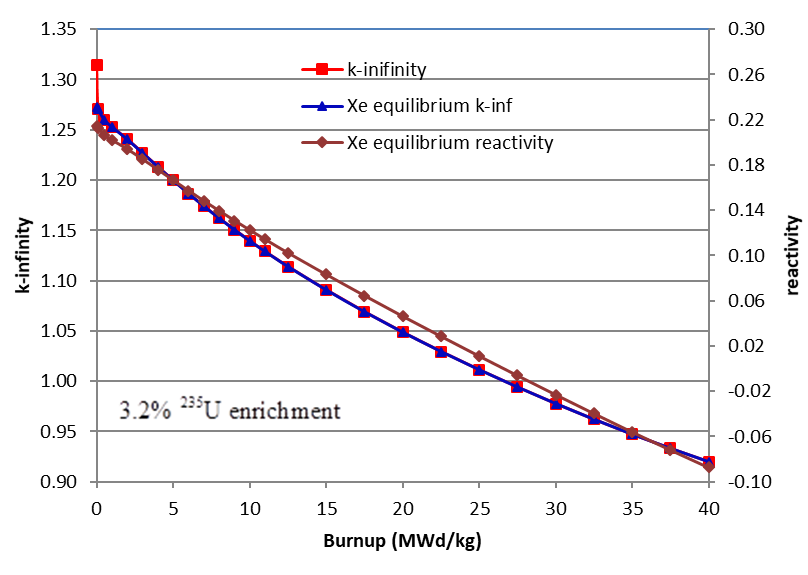 1.35
1.30
1.25
1.20
1.15
1.10
1.05
1.00
0.95
0.90
k-infinity
k-inifinity
Xe equilibrium k-inf
Xe equilibrium reactivity
3.2% ²³⁵U enrichment
0.30
0.26
0.22
0.18
0.14
0.10
0.06
0.02
-0.02
-0.06
-0.10
reactivity
0 5 10 15 20 25 30 35 40
Burnup (MWd/kg)